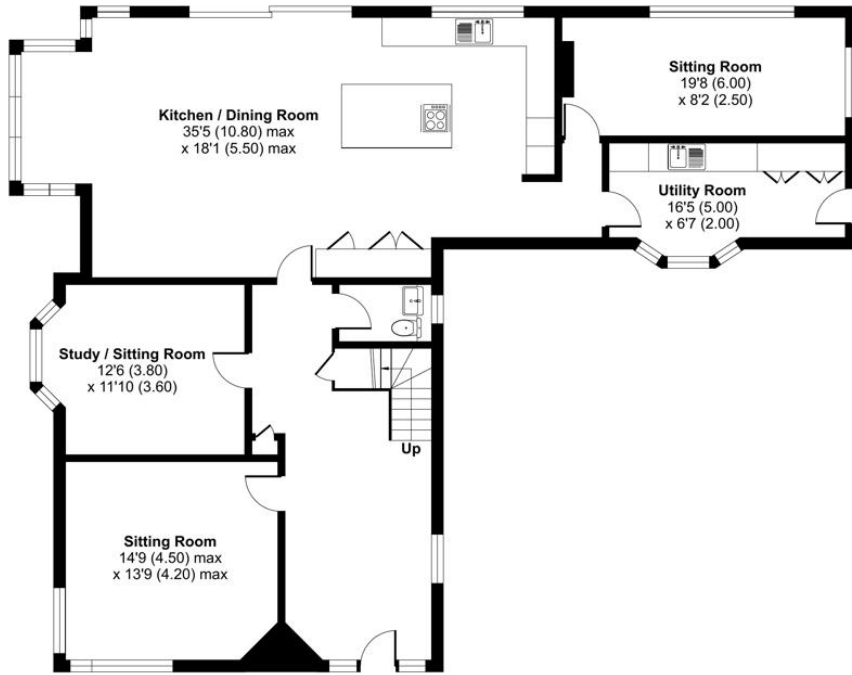 Kitchen / Dining Room
35'5 (10.80) max
x 18'1 (5.50) max
Sitting Room
19'8 (6.00)
x 8'2 (2.50)
Utility Room
16'5 (5.00)
x 6'7 (2.00)
Study / Sitting Room
12'6 (3.80)
x 11'10 (3.60)
Up
Sitting Room
14'9 (4.50) max
x 13'9 (4.20) max